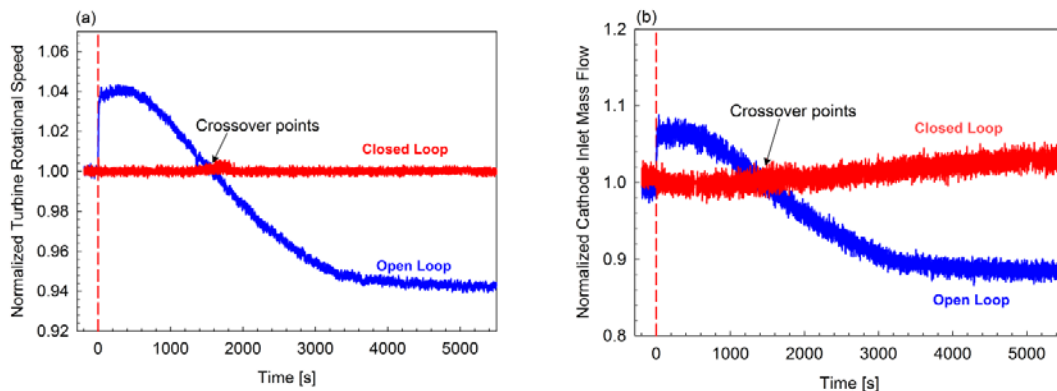 (a)
Normalized Turbine Rotational Speed
1.06
1.04
1.02
1.00
0.98
0.96
0.94
0.92
Crossover points
Closed Loop
Open Loop
0 1000 2000 3000 4000 5000
Time [s]
(b)
Normalized Cathode Inlet Mass Flow
1.2
1.1
1.0
0.9
0.8
Crossover points
Closed Loop
Open Loop
0 1000 2000 3000 4000 5000
Time [s]